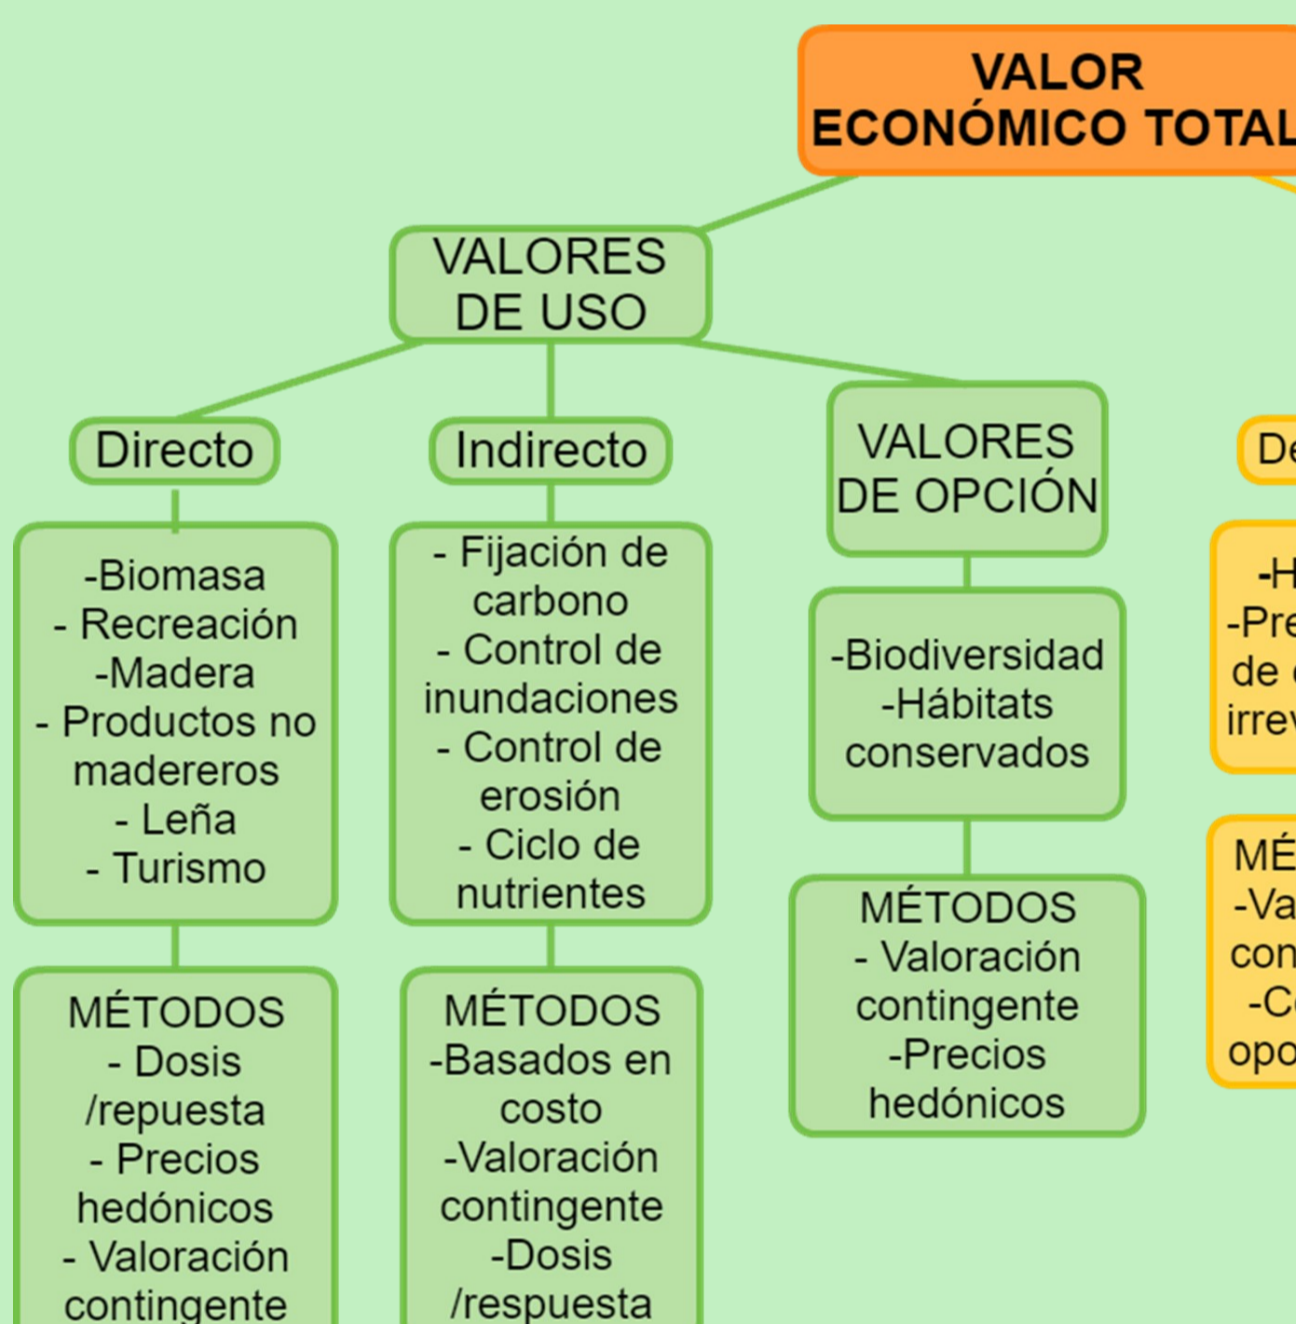 VALOR
ECONÓMICO TOTAL
VALORES
DE USO
Directo
-Biomasa
- Recreación
-Madera
- Productos no
madereros
- Leña
- Turismo
MÉTODOS
- Dosis
/repuesta
- Precios
hedónicos
- Valoración
contingente
Indirecto
- Fijación de
carbono
- Control de
inundaciones
- Control de
erosión
- Ciclo de
nutrientes
MÉTODOS
-Basados en
costo
-Valoración
contingente
-Dosis
/respuesta
VALORES
DE OPCIÓN
-Biodiversidad
-Hábitats
conservados
MÉTODOS
- Valoración
contingente
-Precios
hedónicos
de